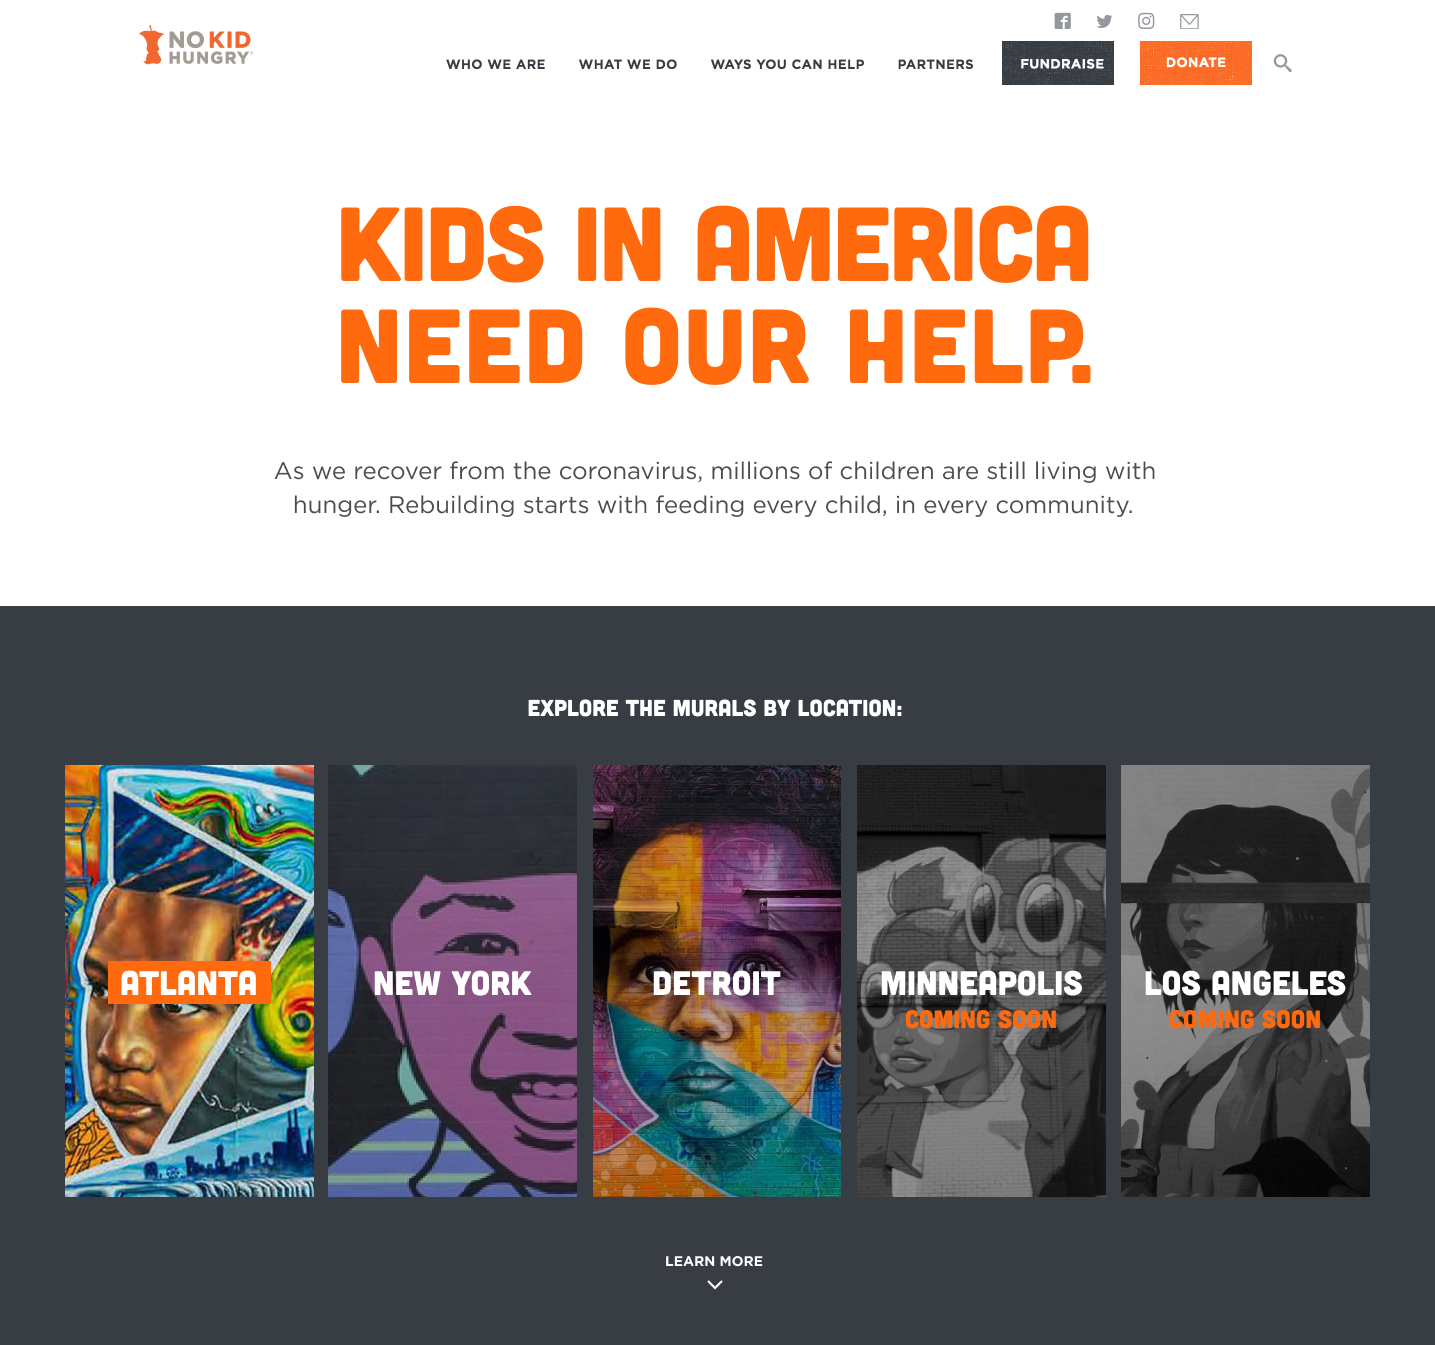 NO KID
HUNGRY
WHO WE ARE
WHAT WE DO
WAYS YOU CAN HELP
PARTNERS
FUNDRAISE
DONATE
KIDS IN AMERICA
NEED OUR HELP.
As we recover from the coronavirus, millions of children are still living with
hunger. Rebuilding starts with feeding every child, in every community.
EXPLORE THE MURALS BY LOCATION:
ATLANTA
NEW YORK
DETROIT
MINNEAPOLIS
COMING SOON
LOS ANGELES
COMING SOON
LEARN MORE